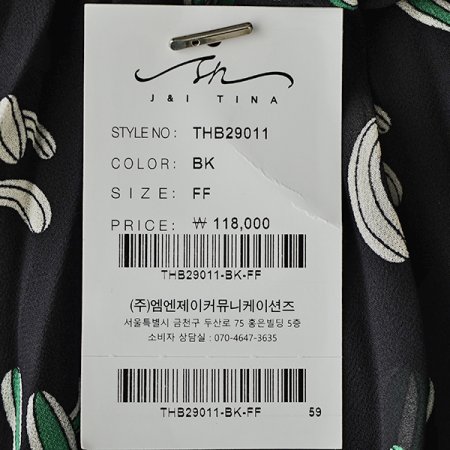 sn
J&I TINA
STYLE NO : THB29011
COLOR: BK
SIZE: FF
PRICE: ₩ 118,000
THB29011-BK-FF
(주)엠엔제이커뮤니케이션즈
서울특별시 금천구 두산로 75 홍은빌딩 5층
소비자 상담실 : 070-4647-3635
THB29011-BK-FF 59